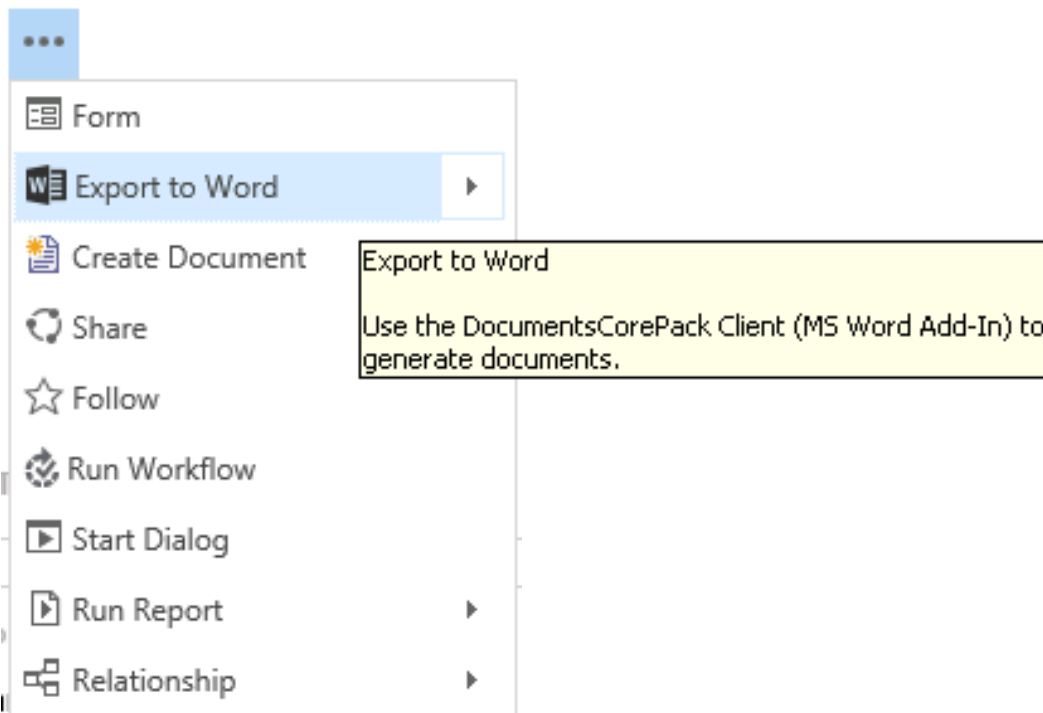 Form
Export to Word
Create Document
Export to Word
Use the DocumentsCorePack Client (MS Word Add-In) to
generate documents.
Share
Follow
Run Workflow
Start Dialog
Run Report
Relationship